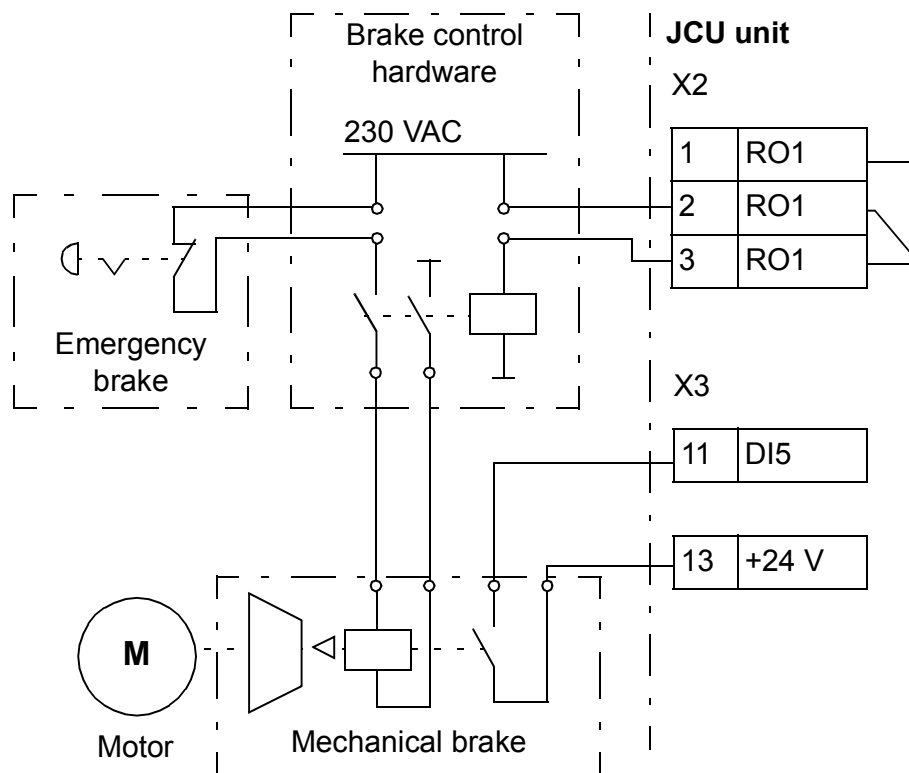 Brake control
hardware
JCU unit
X2
230 VAC
1 RO1
2 RO1
3 RO1
Emergency
brake
X3
11 DI5
13 +24 V
M
Motor
Mechanical brake